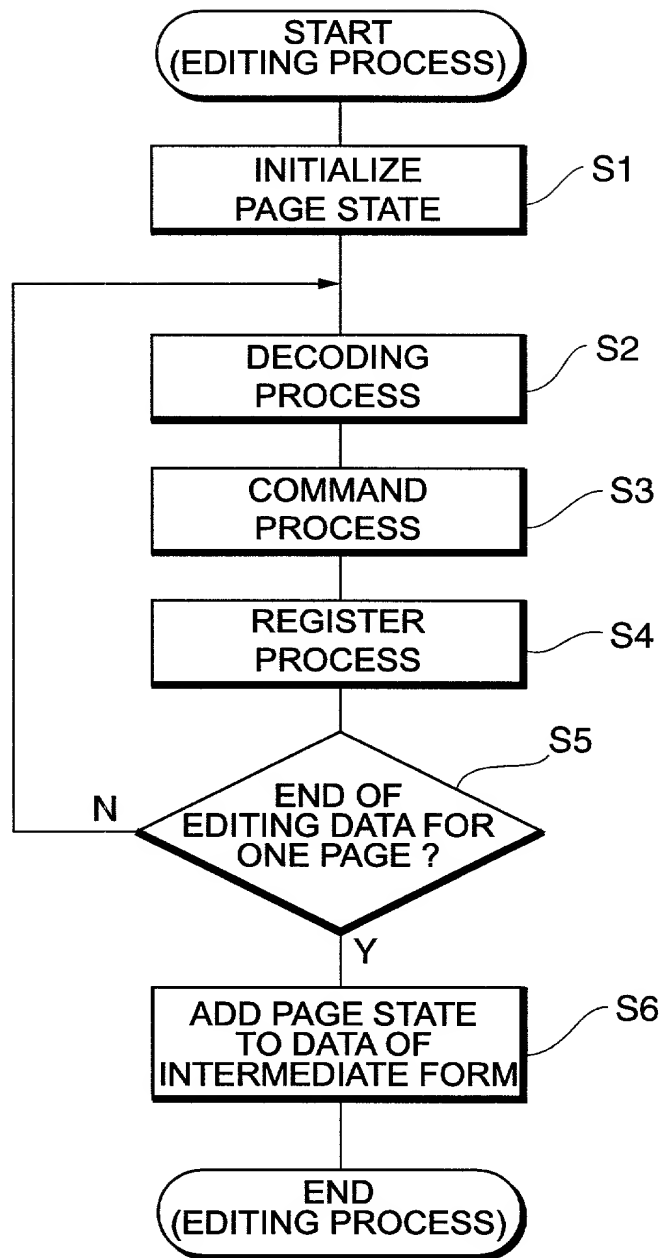 START
(EDITING PROCESS)
INITIALIZE
PAGE STATE
S1
DECODING
PROCESS
S2
COMMAND
PROCESS
S3
REGISTER
PROCESS
S4
S5
END OF
EDITING DATA FOR
ONE PAGE ?
N
Y
ADD PAGE STATE
TO DATA OF
INTERMEDIATE FORM
S6
END
(EDITING PROCESS)